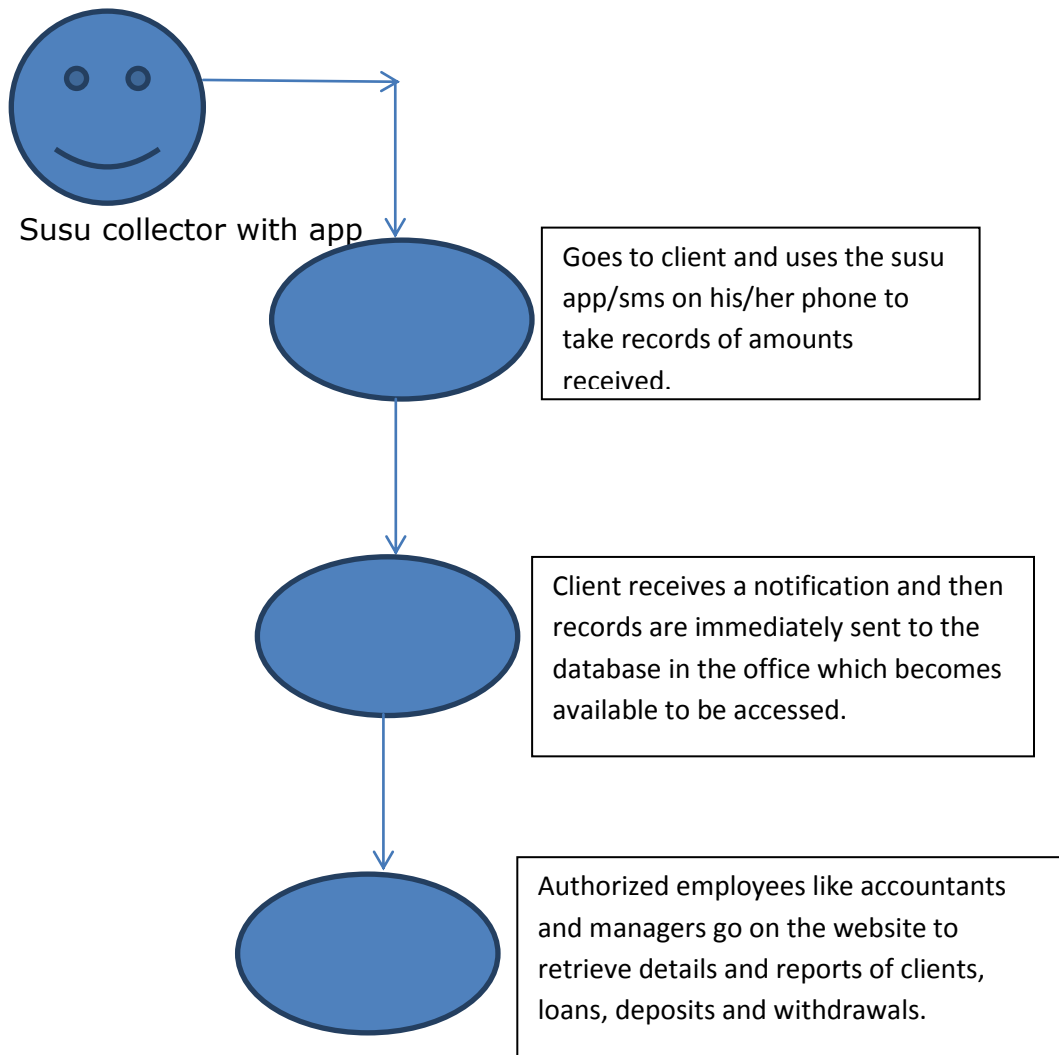 Susu collector with app
Goes to client and uses the susu
app/sms on his/her phone to
take records of amounts
received.
Client receives a notification and then
records are immediately sent to the
database in the office which becomes
available to be accessed.
Authorized employees like accountants
and managers go on the website to
retrieve details and reports of clients,
loans, deposits and withdrawals.